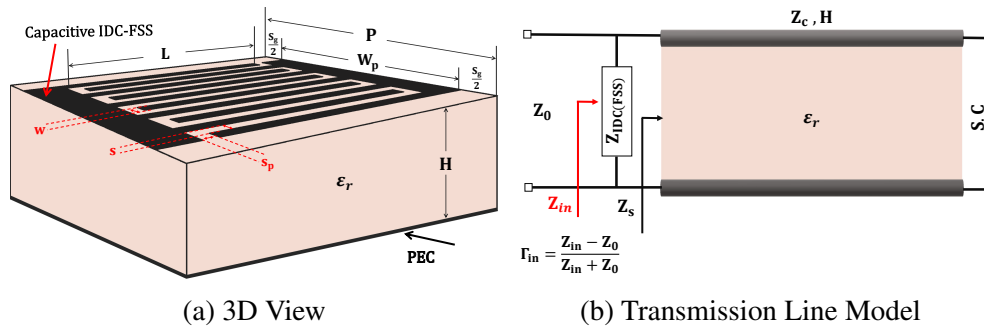 Capacitive IDC-FSS
L
S_g/2
P
W_p
S_g/2
w
s
s_p
H
ε_r
PEC
(a) 3D View
Z_c , H
Z_0
Z_IDC(FSS)
ε_r
S.C
Z_in
Z_s
Γ_in = (Z_in − Z_0)/(Z_in + Z_0)
(b) Transmission Line Model